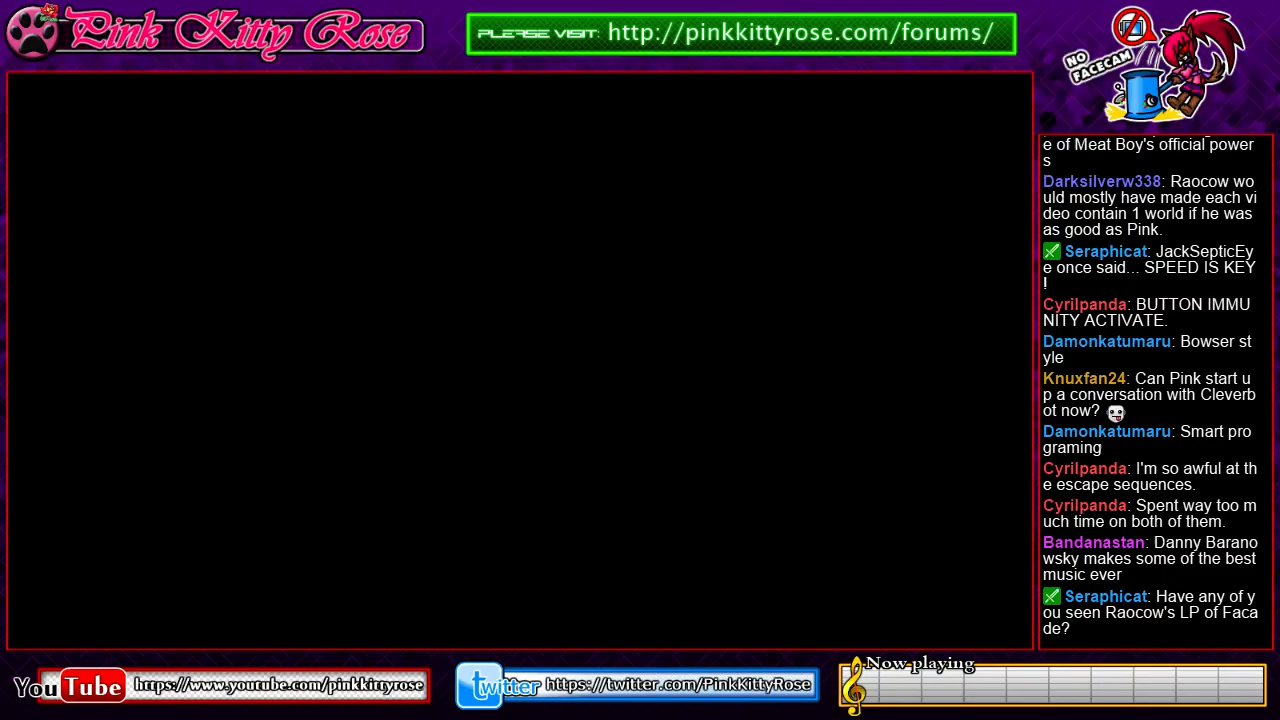 Pink Kitty Rose
PLEASE VISIT: http://pinkkittyrose.com/forums/
NO
FACECAM
e of Meat Boy's official power
s
Darksilverw338: Raocow wo
uld mostly have made each vi
deo contain 1 world if he was
as good as Pink.
Seraphicat: JackSepticEy
e once said... SPEED IS KEY
!
Cyrilpanda: BUTTON IMMU
NITY ACTIVATE.
Damonkatumaru: Bowser st
yle
Knuxfan24: Can Pink start u
p a conversation with Cleverb
ot now?
Damonkatumaru: Smart pro
graming
Cyrilpanda: I'm so awful at th
e escape sequences.
Cyrilpanda: Spent way too m
uch time on both of them.
Bandanastan: Danny Barano
wsky makes some of the best
music ever
Seraphicat: Have any of y
ou seen Raocow's LP of Faca
de?
YouTube https://www.youtube.com/pinkkittyrose
twitter https://twitter.com/PinkKittyRose
Now playing